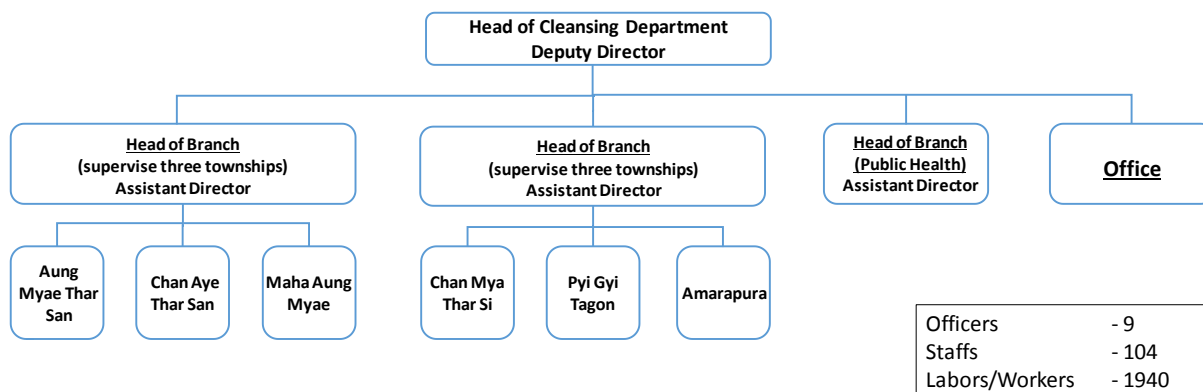 Head of Cleansing Department
Deputy Director
Head of Branch
(supervise three townships)
Assistant Director
Head of Branch
(supervise three townships)
Assistant Director
Head of Branch
(Public Health)
Assistant Director
Office
Aung
Myae Thar
San
Chan Aye
Thar San
Maha Aung
Myae
Chan Mya
Thar Si
Pyi Gyi
Tagon
Amarapura
Officers - 9
Staffs - 104
Labors/Workers - 1940